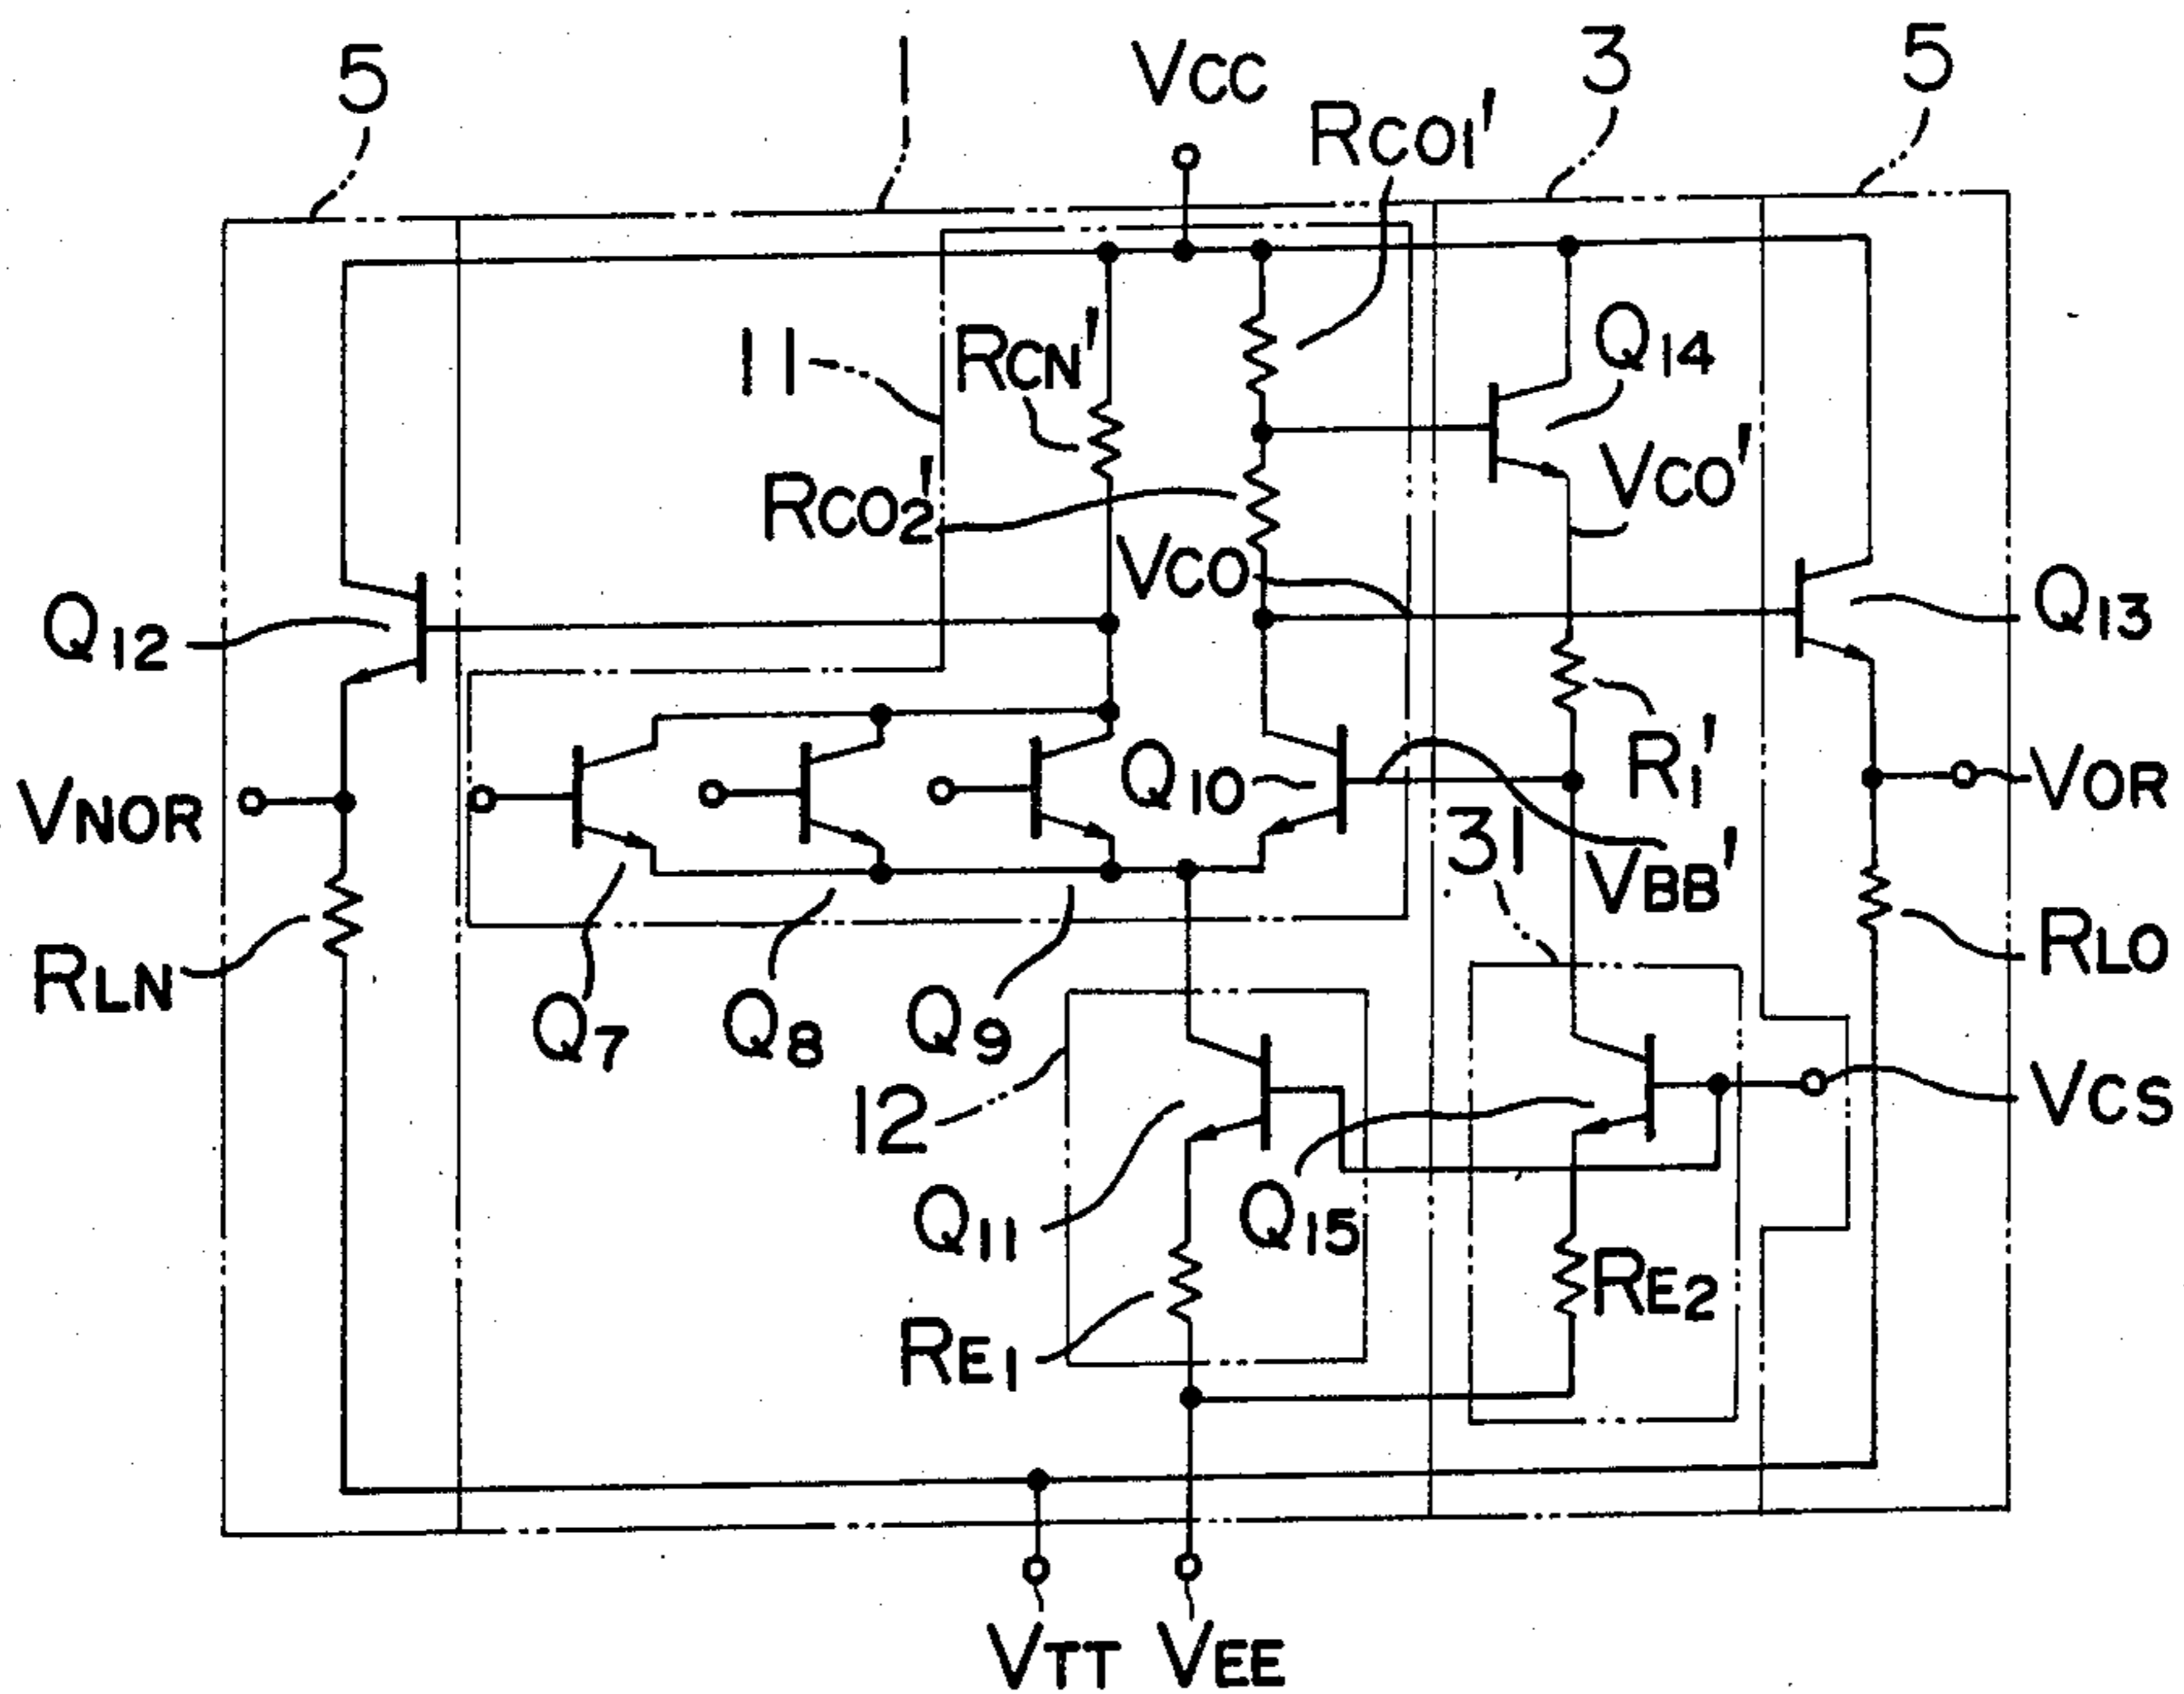 5 1 VCC 3 5
RCO1'
11 RCN' Q14
RCO2' VCO'
VCO
Q12 Q13
VNOR Q10 R1' VOR
31 VBB'
RLN RLO
Q7 Q8 Q9
12 VCS
Q11 Q15
RE1 RE2
VTT VEE